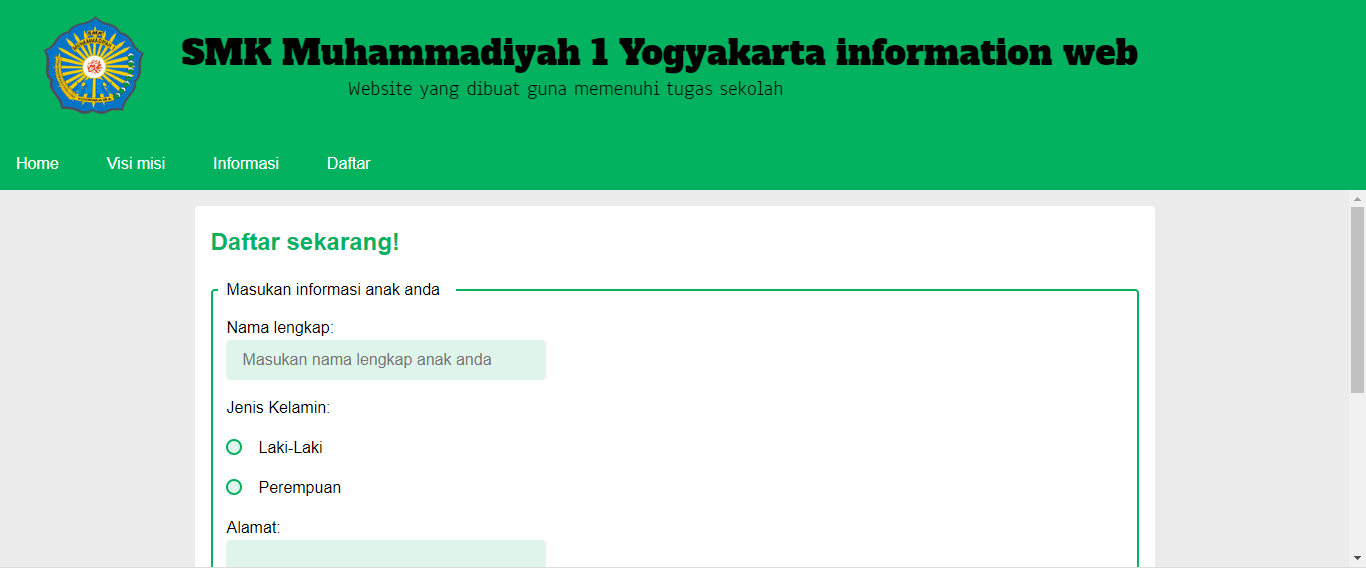 SMK Muhammadiyah 1 Yogyakarta information web
Website yang dibuat guna memenuhi tugas sekolah
Home Visi misi Informasi Daftar
Daftar sekarang!
Masukan informasi anak anda
Nama lengkap:
Masukan nama lengkap anak anda
Jenis Kelamin:
Laki-Laki
Perempuan
Alamat: